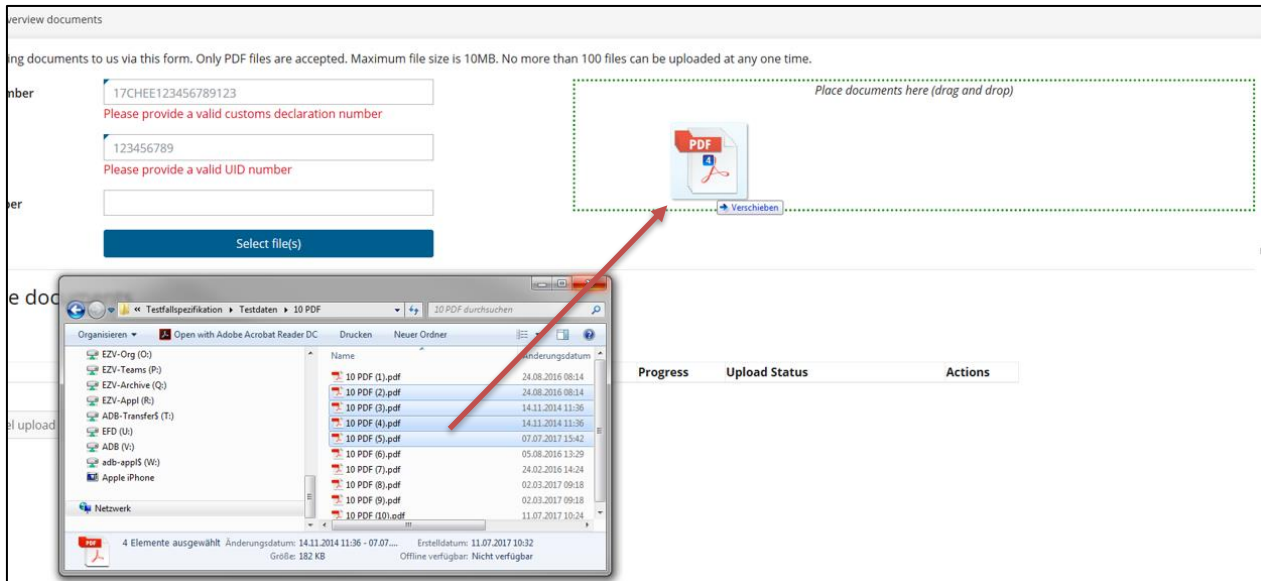 verview documents
ing documents to us via this form. Only PDF files are accepted. Maximum file size is 10MB. No more than 100 files can be uploaded at any one time.
mber
17CHEE123456789123
Please provide a valid customs declaration number
123456789
Please provide a valid UID number
er
Select file(s)
Place documents here (drag and drop)
PDF
4
Verschieben
e documents
« Testfallspezifikation ▸ Testdaten ▸ 10 PDF
10 PDF durchsuchen
Organisieren Open with Adobe Acrobat Reader DC Drucken Neuer Ordner
EZV-Org (O:)
EZV-Teams (P:)
EZV-Archive (Q:)
EZV-Appl (R:)
ADB-Transfer$ (T:)
EFD (U:)
ADB (V:)
adb-appl$ (W:)
Apple iPhone
Netzwerk
Name Änderungsdatum
10 PDF (1).pdf 24.08.2016 08:14
10 PDF (2).pdf 24.08.2016 08:14
10 PDF (3).pdf 14.11.2014 11:36
10 PDF (4).pdf 14.11.2014 11:36
10 PDF (5).pdf 07.07.2017 15:42
10 PDF (6).pdf 05.08.2016 13:29
10 PDF (7).pdf 24.02.2016 14:24
10 PDF (8).pdf 02.03.2017 09:18
10 PDF (9).pdf 02.03.2017 09:18
10 PDF (10).pdf 11.07.2017 10:24
PDF
4 Elemente ausgewählt Änderungsdatum: 14.11.2014 11:36 - 07.07.... Erstelldatum: 11.07.2017 10:32
Größe: 182 KB Offline verfügbar: Nicht verfügbar
Progress Upload Status Actions
el upload